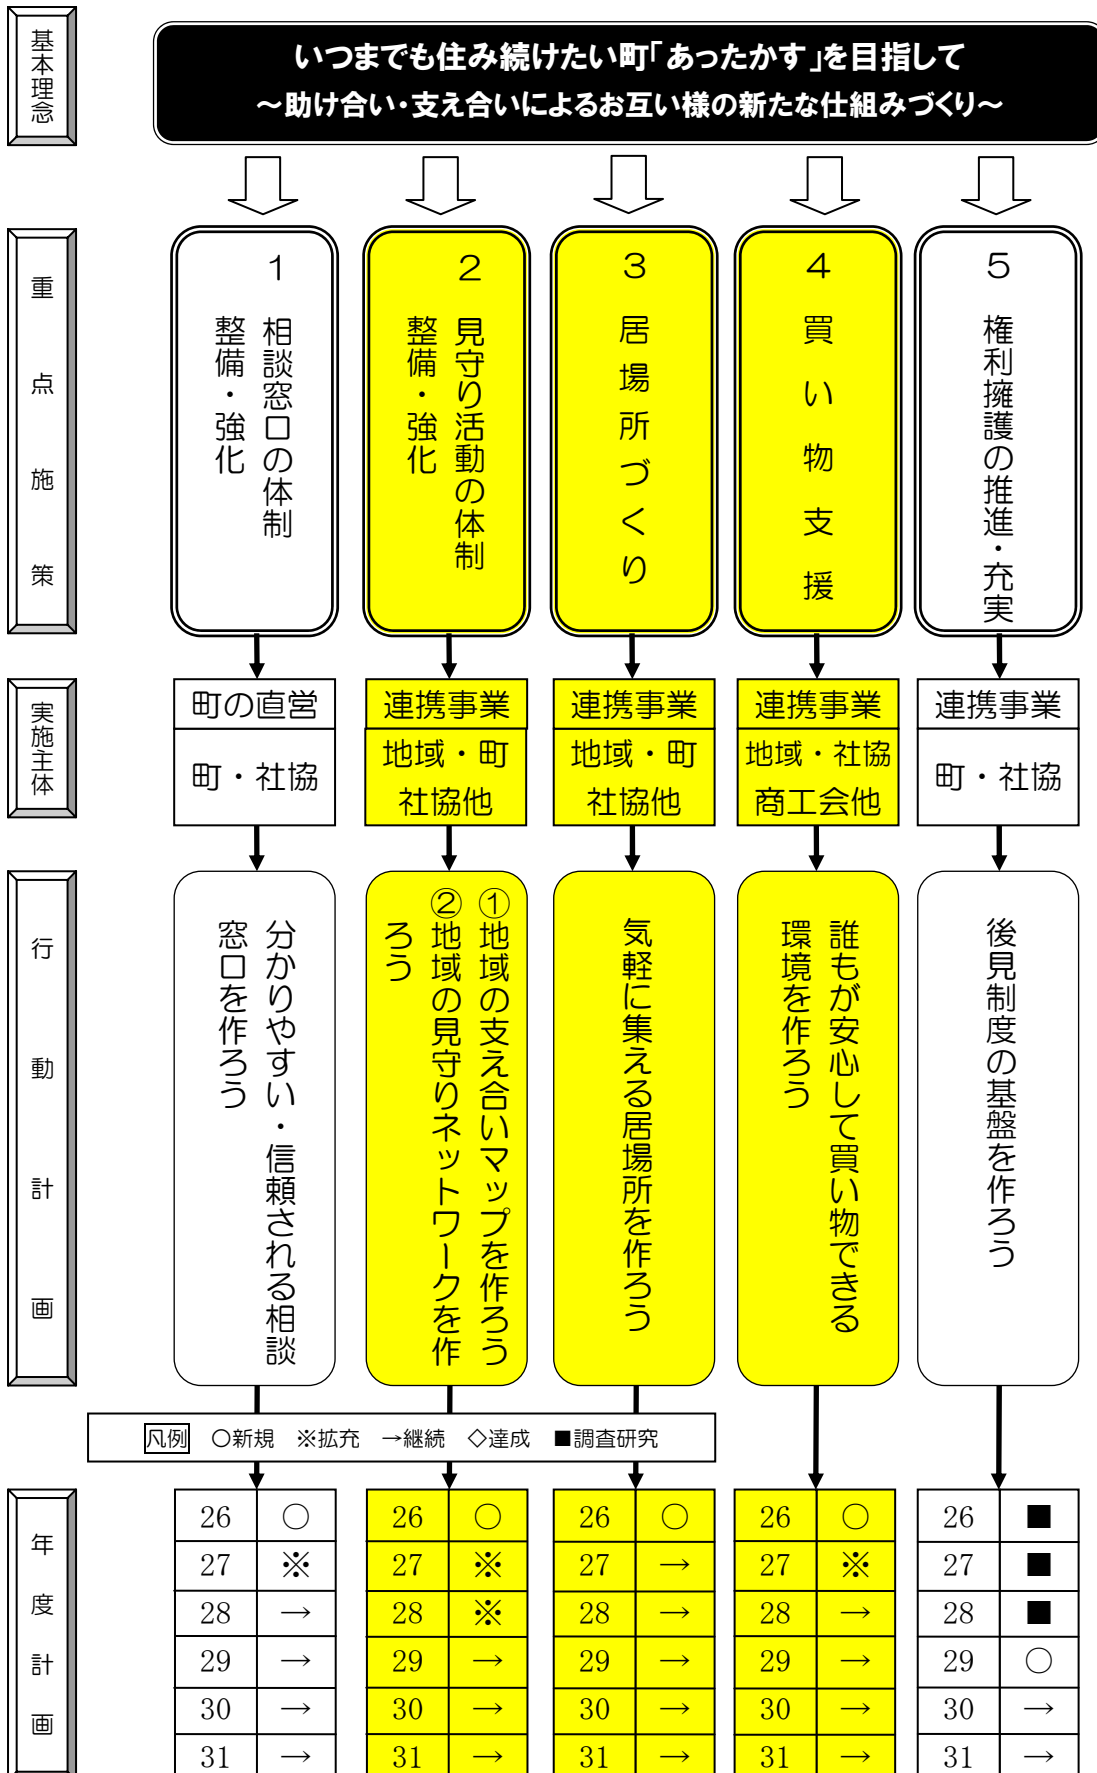 基本理念
いつまでも住み続けたい町「あったかす」を目指して
～助け合い・支え合いによるお互い様の新たな仕組みづくり～
重点施策
1
相談窓口の体制
整備・強化
2
見守り活動の体制
整備・強化
3
居場所づくり
4
買い物支援
5
権利擁護の推進・充実
実施主体
町の直営
町・社協
連携事業
地域・町
社協他
連携事業
地域・町
社協他
連携事業
地域・社協
商工会他
連携事業
町・社協
行動計画
分かりやすい・信頼される相談
窓口を作ろう
①地域の支え合いマップを作ろう
②地域の見守りネットワークを作
ろう
気軽に集える居場所を作ろう
誰もが安心して買い物できる
環境を作ろう
後見制度の基盤を作ろう
凡例 ○新規 ※拡充 →継続 ◇達成 ■調査研究
年度計画
26 ○ 26 ○ 26 ○ 26 ○ 26 ■
27 ※ 27 ※ 27 → 27 ※ 27 ■
28 → 28 ※ 28 → 28 → 28 ■
29 → 29 → 29 → 29 → 29 ○
30 → 30 → 30 → 30 → 30 →
31 → 31 → 31 → 31 → 31 →